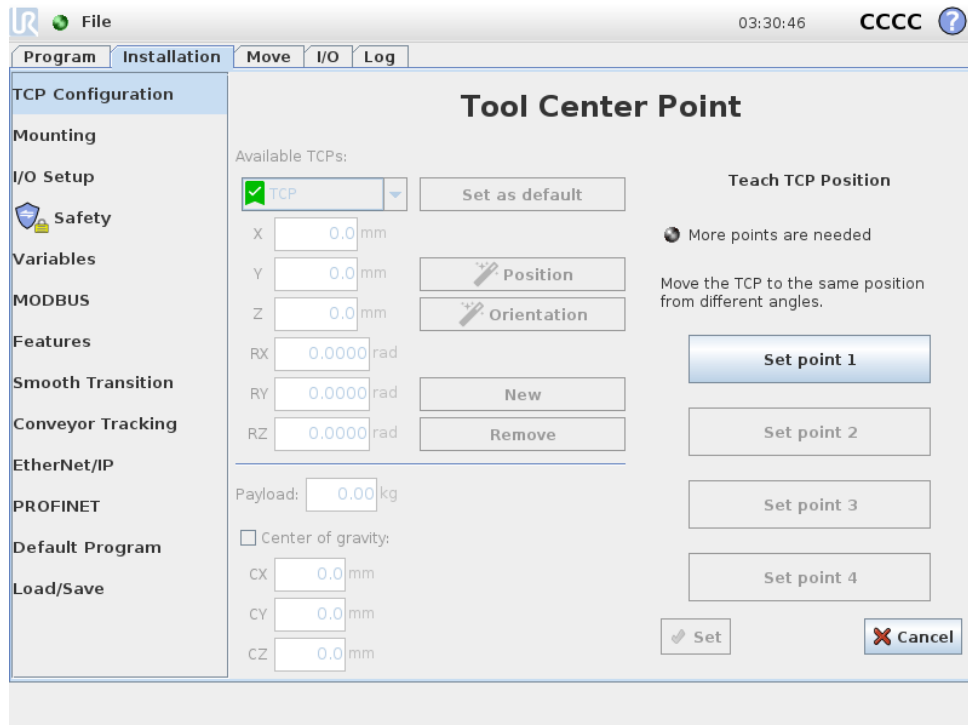 UR File 03:30:46 CCCC ?
Program Installation Move I/O Log
TCP Configuration
Mounting
I/O Setup
Safety
Variables
MODBUS
Features
Smooth Transition
Conveyor Tracking
EtherNet/IP
PROFINET
Default Program
Load/Save
Tool Center Point
Available TCPs:
TCP Set as default
X 0.0 mm
Y 0.0 mm Position
Z 0.0 mm Orientation
RX 0.0000 rad
RY 0.0000 rad New
RZ 0.0000 rad Remove
Payload: 0.00 kg
Center of gravity:
CX 0.0 mm
CY 0.0 mm
CZ 0.0 mm
Teach TCP Position
More points are needed
Move the TCP to the same position
from different angles.
Set point 1
Set point 2
Set point 3
Set point 4
Set Cancel